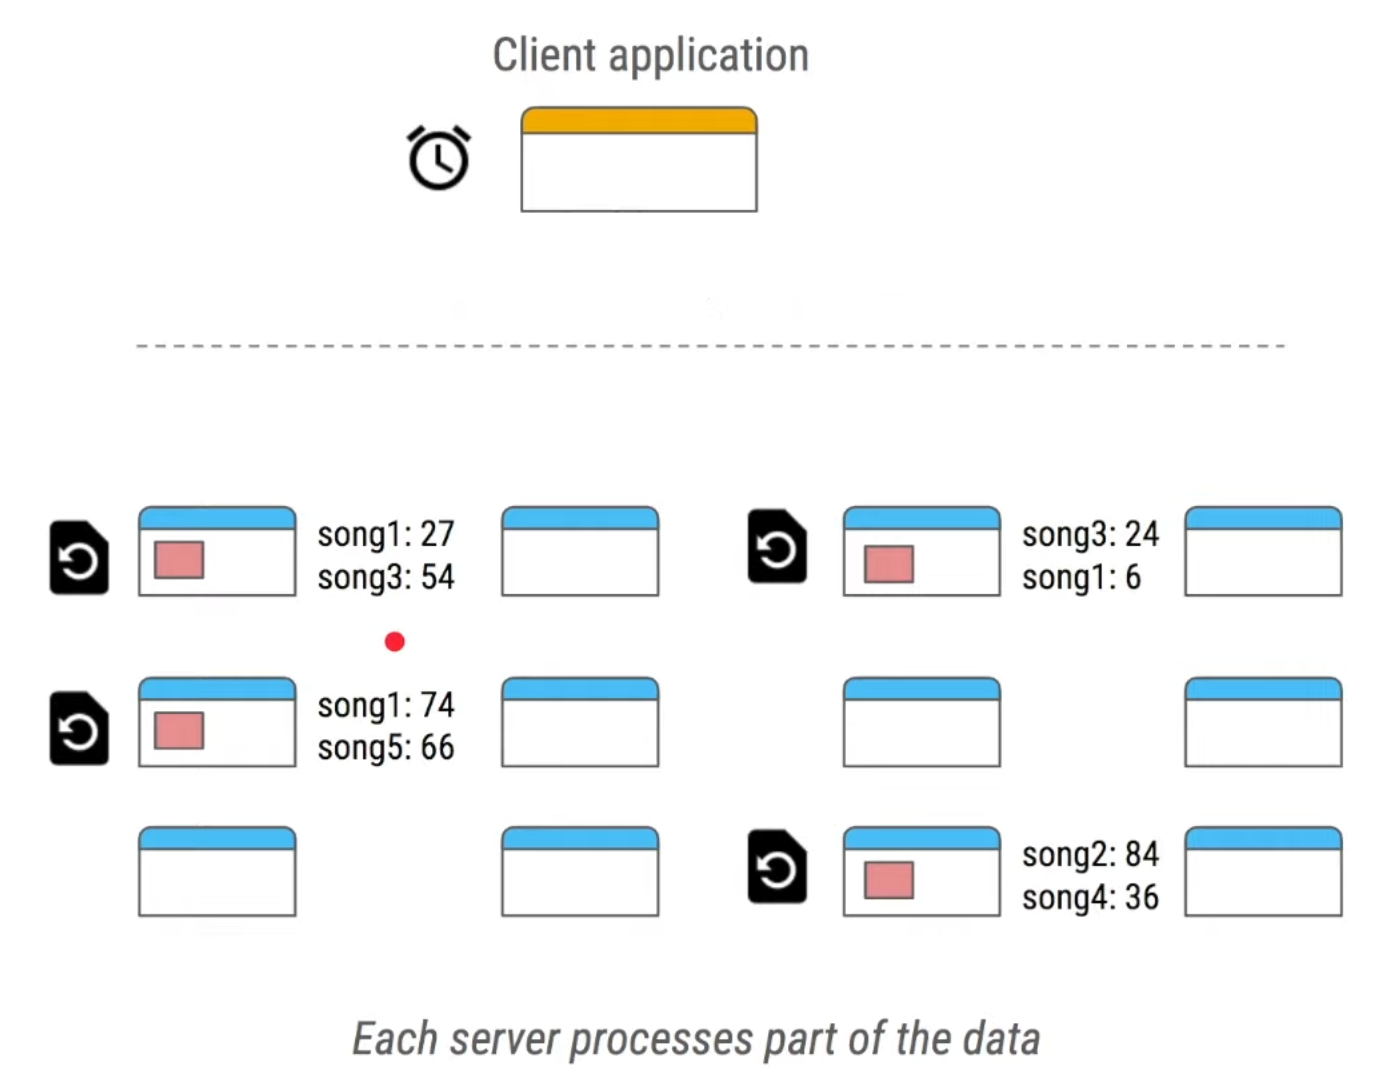 Client application
song1: 27
song3: 54
song3: 24
song1: 6
song1: 74
song5: 66
song2: 84
song4: 36
Each server processes part of the data